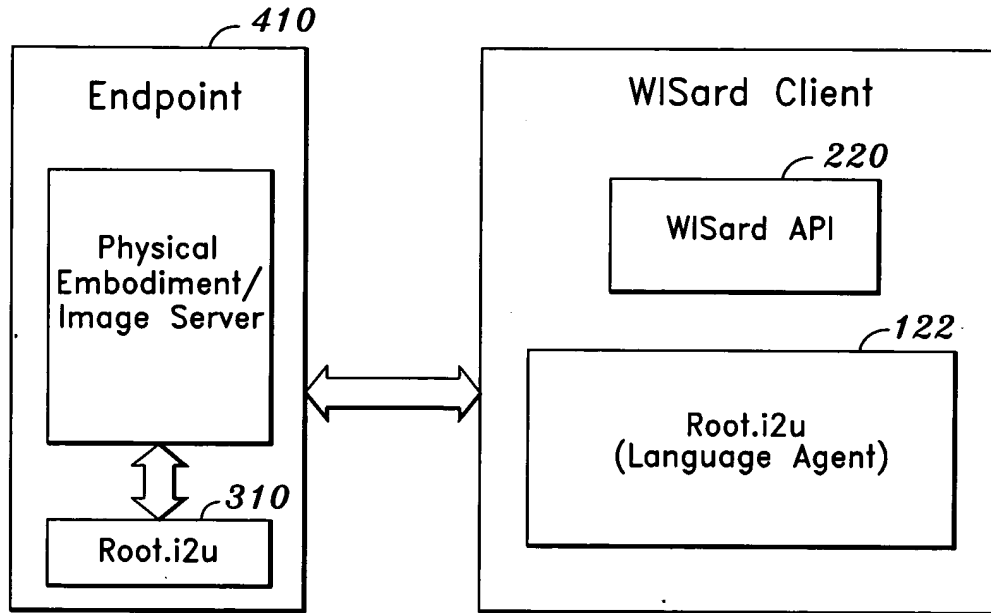 410
Endpoint
Physical
Embodiment/
Image Server
310
Root.i2u
WISard Client
220
WISard API
122
Root.i2u
(Language Agent)